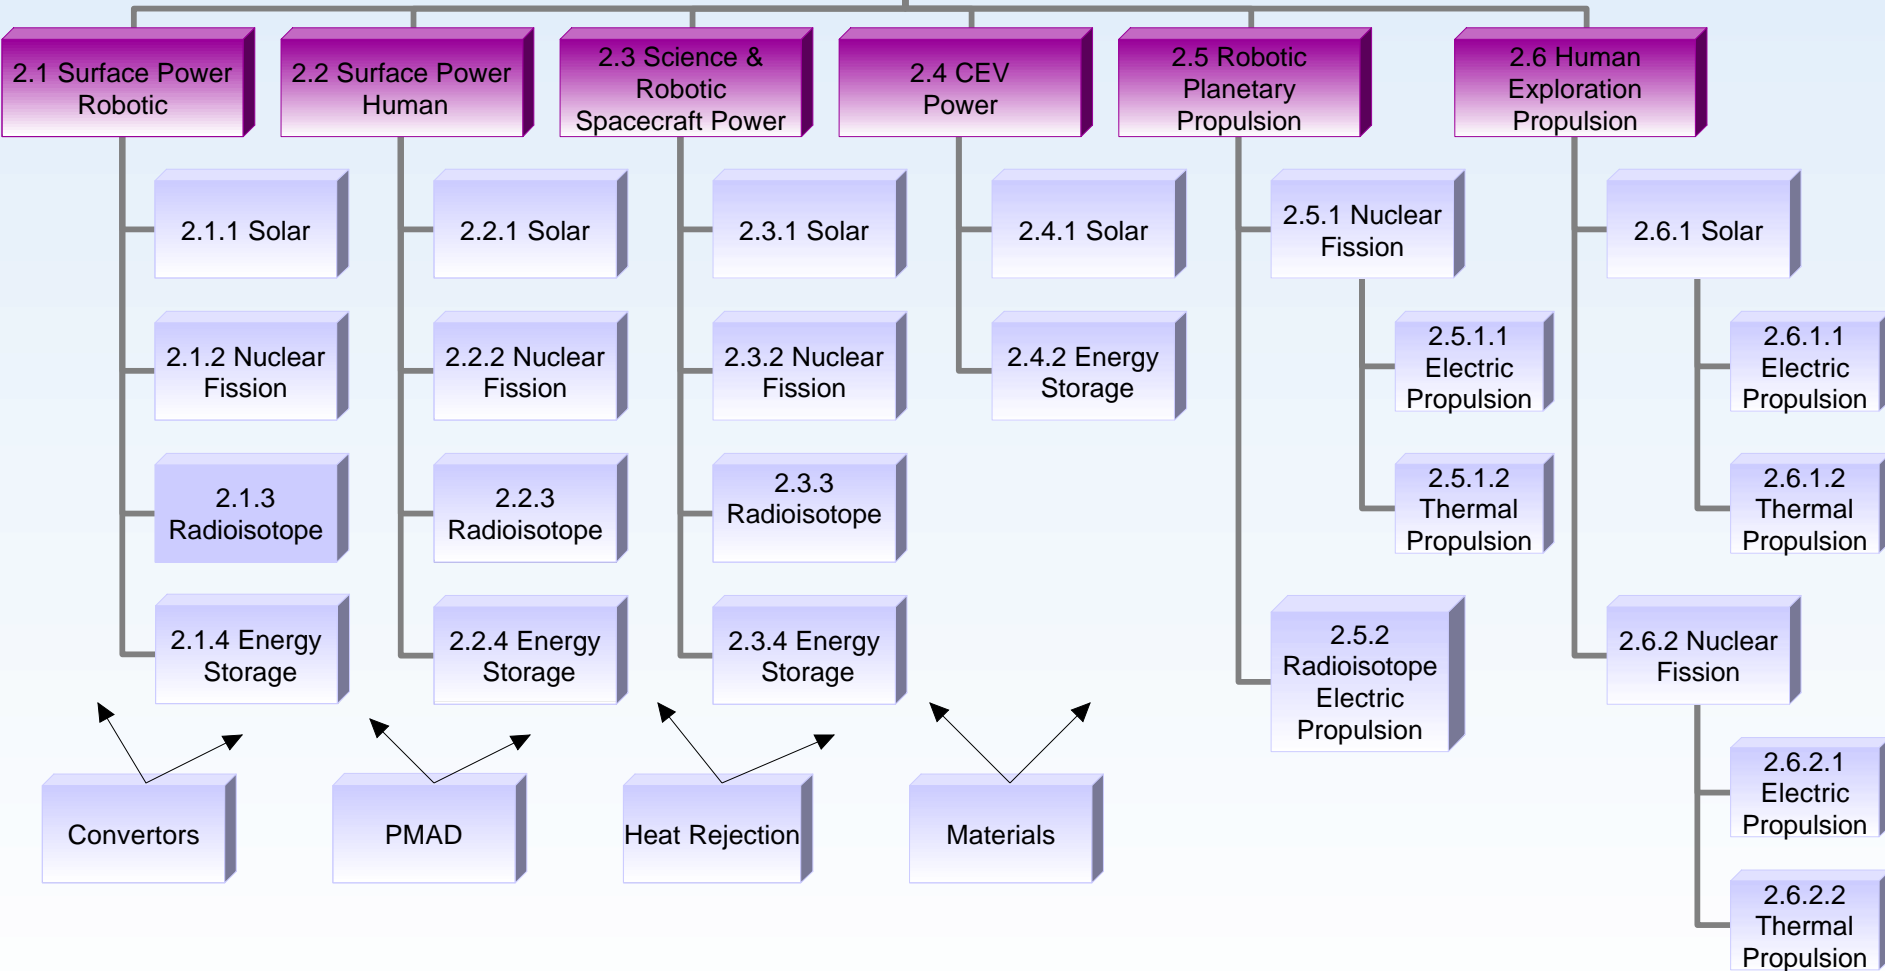 2.1 Surface Power
Robotic
2.2 Surface Power
Human
2.3 Science &
Robotic
Spacecraft Power
2.4 CEV
Power
2.5 Robotic
Planetary
Propulsion
2.6 Human
Exploration
Propulsion
2.1.1 Solar
2.1.2 Nuclear
Fission
2.1.3
Radioisotope
2.1.4 Energy
Storage
2.2.1 Solar
2.2.2 Nuclear
Fission
2.2.3
Radioisotope
2.2.4 Energy
Storage
2.3.1 Solar
2.3.2 Nuclear
Fission
2.3.3
Radioisotope
2.3.4 Energy
Storage
2.4.1 Solar
2.4.2 Energy
Storage
2.5.1 Nuclear
Fission
2.5.1.1
Electric
Propulsion
2.5.1.2
Thermal
Propulsion
2.5.2
Radioisotope
Electric
Propulsion
2.6.1 Solar
2.6.1.1
Electric
Propulsion
2.6.1.2
Thermal
Propulsion
2.6.2 Nuclear
Fission
2.6.2.1
Electric
Propulsion
2.6.2.2
Thermal
Propulsion
Convertors
PMAD
Heat Rejection
Materials